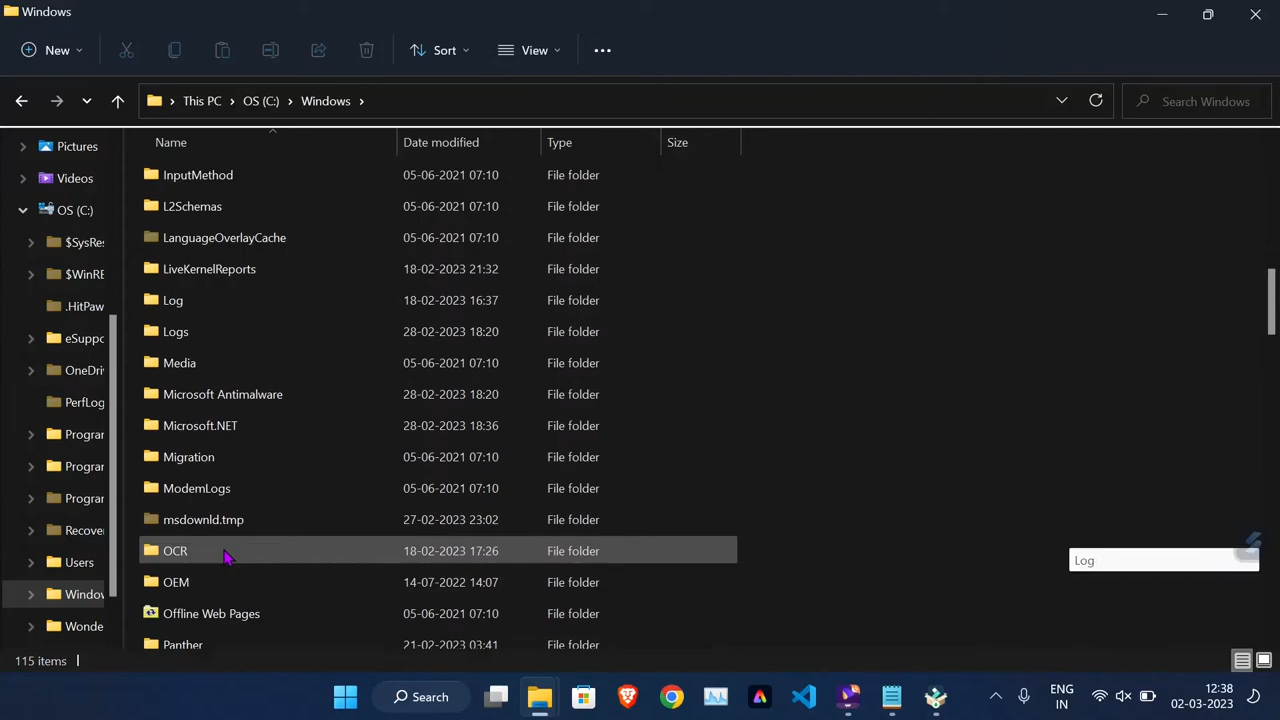 Windows
New
Sort
View
This PC
OS (C:)
Windows
Search Windows
Name
Date modified
Type
Size
Pictures
Videos
OS (C:)
$SysRes
$WinRE
.HitPaw
eSuppo
OneDri
PerfLog
Progran
Progran
Progran
Recove
Users
Window
Wonde
InputMethod 05-06-2021 07:10 File folder
L2Schemas 05-06-2021 07:10 File folder
LanguageOverlayCache 05-06-2021 07:10 File folder
LiveKernelReports 18-02-2023 21:32 File folder
Log 18-02-2023 16:37 File folder
Logs 28-02-2023 18:20 File folder
Media 05-06-2021 07:10 File folder
Microsoft Antimalware 28-02-2023 18:20 File folder
Microsoft.NET 28-02-2023 18:36 File folder
Migration 05-06-2021 07:10 File folder
ModemLogs 05-06-2021 07:10 File folder
msdownld.tmp 27-02-2023 23:02 File folder
OCR 18-02-2023 17:26 File folder
OEM 14-07-2022 14:07 File folder
Offline Web Pages 05-06-2021 07:10 File folder
Panther 21-02-2023 03:41 File folder
Log
115 items
Search
ENG
IN
12:38
02-03-2023